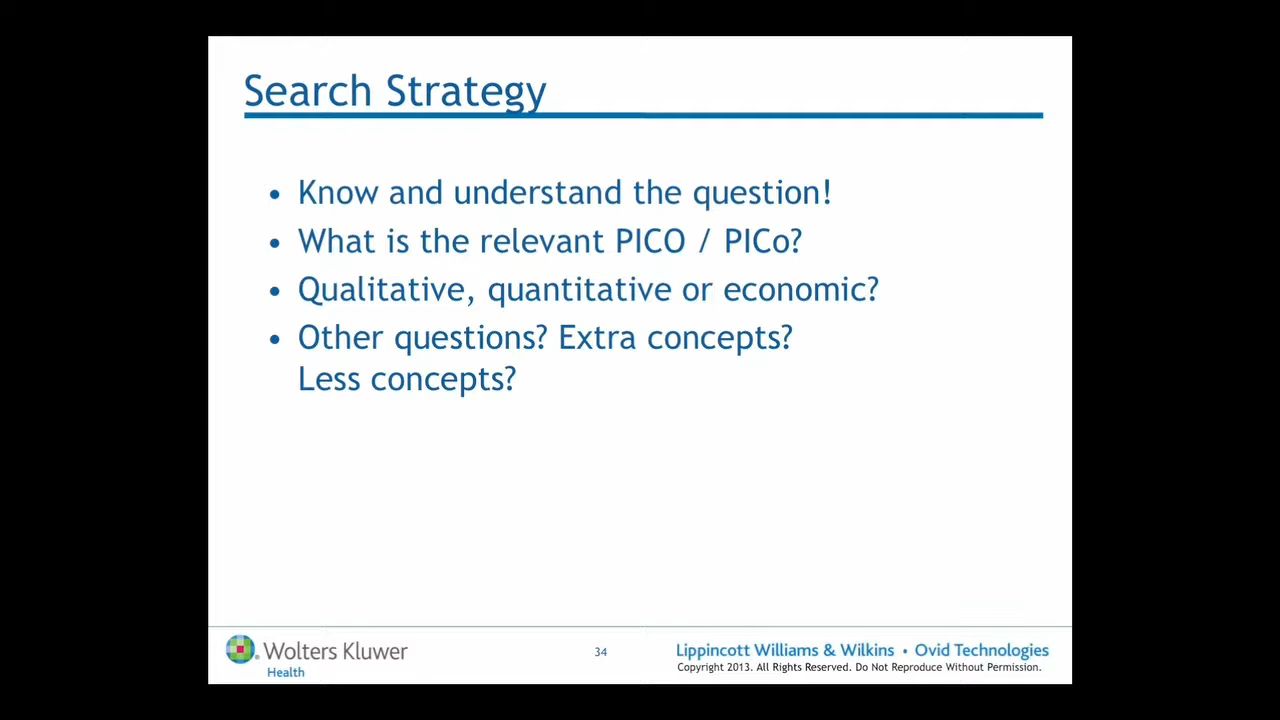 Search Strategy
• Know and understand the question!
• What is the relevant PICO / PICo?
• Qualitative, quantitative or economic?
• Other questions? Extra concepts?
Less concepts?
Wolters Kluwer
Health
34
Lippincott Williams & Wilkins • Ovid Technologies
Copyright 2013. All Rights Reserved. Do Not Reproduce Without Permission.